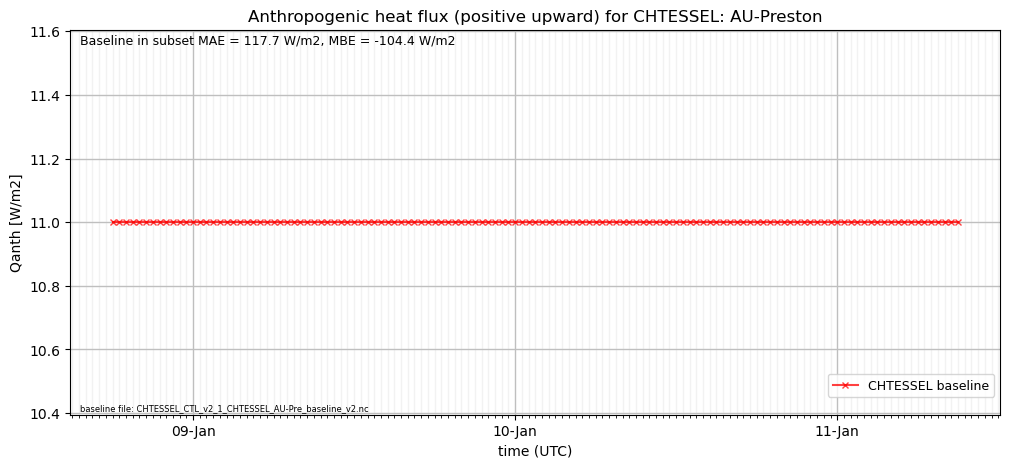 Anthropogenic heat flux (positive upward) for CHTESSEL: AU-Preston
Baseline in subset MAE = 117.7 W/m2, MBE = -104.4 W/m2
11.6
11.4
11.2
11.0
10.8
10.6
10.4
Qanth [W/m2]
CHTESSEL baseline
baseline file: CHTESSEL_CTL_v2_1_CHTESSEL_AU-Pre_baseline_v2.nc
09-Jan
10-Jan
11-Jan
time (UTC)